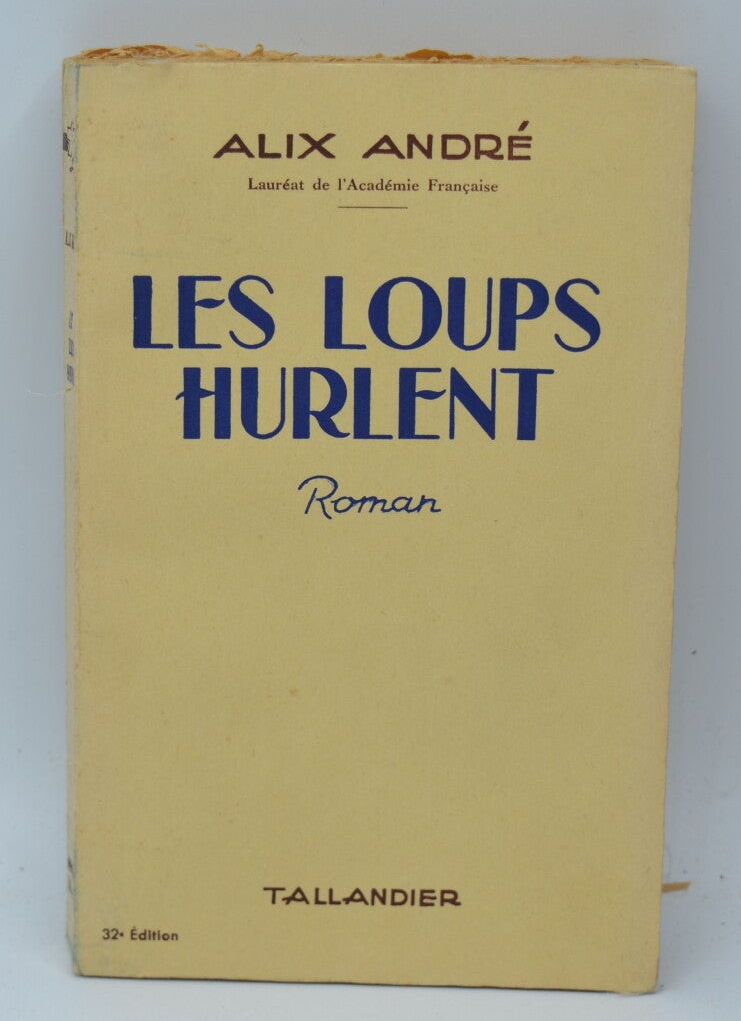 ALIX ANDRÉ
Lauréat de l'Académie Française
LES LOUPS
HURLENT
Roman
TALLANDIER
32e Édition